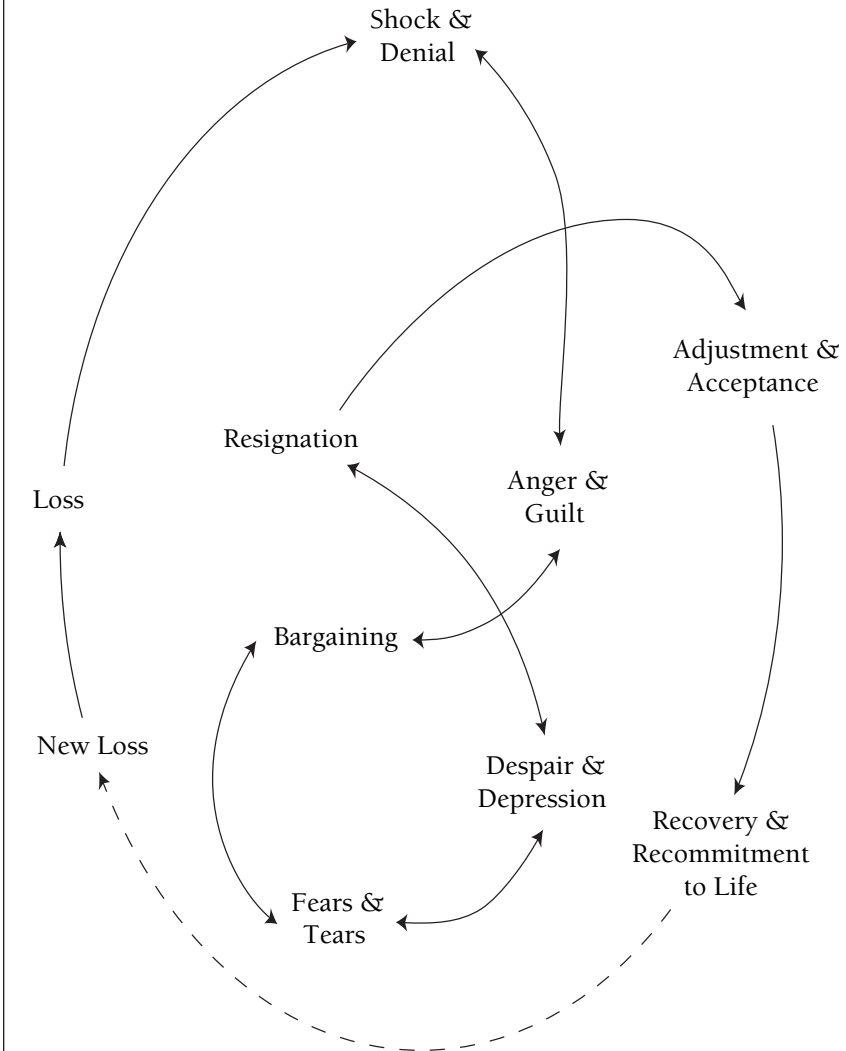 Shock &
Denial
Adjustment &
Acceptance
Resignation
Anger &
Guilt
Loss
Bargaining
New Loss
Despair &
Depression
Recovery &
Recommitment
to Life
Fears &
Tears